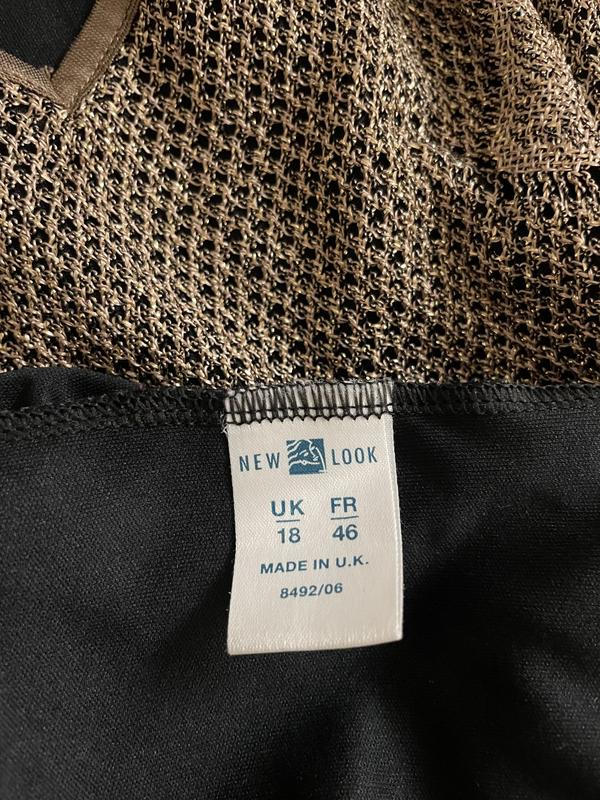 NEW LOOK
UK FR
18 46
MADE IN U.K.
8492/06